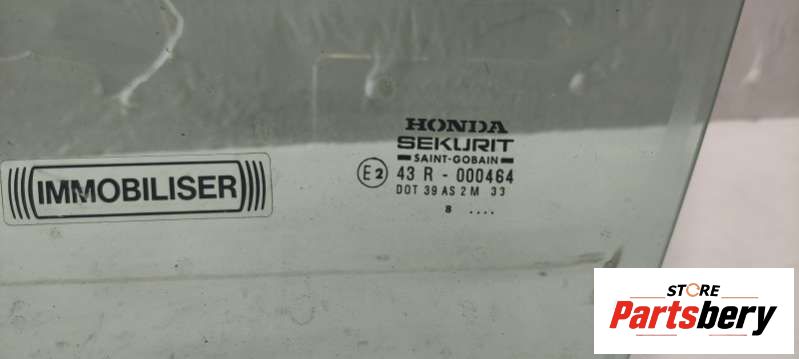 HONDA
SEKURIT
SAINT-GOBAIN
E2 43 R - 000464
DOT 39 AS 2 M 33
8 ....
IMMOBILISER
STORE
Partsbery